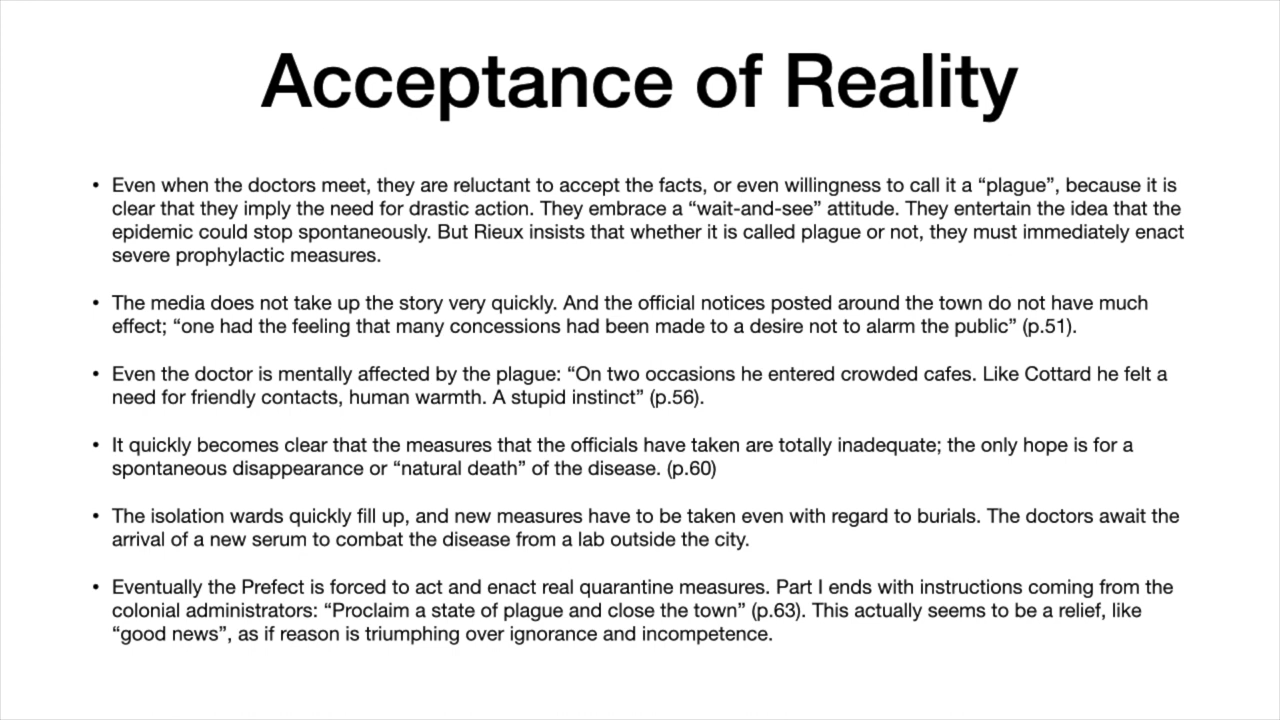 Acceptance of Reality
• Even when the doctors meet, they are reluctant to accept the facts, or even willingness to call it a “plague”, because it is
clear that they imply the need for drastic action. They embrace a “wait-and-see” attitude. They entertain the idea that the
epidemic could stop spontaneously. But Rieux insists that whether it is called plague or not, they must immediately enact
severe prophylactic measures.
• The media does not take up the story very quickly. And the official notices posted around the town do not have much
effect; “one had the feeling that many concessions had been made to a desire not to alarm the public” (p.51).
• Even the doctor is mentally affected by the plague: “On two occasions he entered crowded cafes. Like Cottard he felt a
need for friendly contacts, human warmth. A stupid instinct” (p.56).
• It quickly becomes clear that the measures that the officials have taken are totally inadequate; the only hope is for a
spontaneous disappearance or “natural death” of the disease. (p.60)
• The isolation wards quickly fill up, and new measures have to be taken even with regard to burials. The doctors await the
arrival of a new serum to combat the disease from a lab outside the city.
• Eventually the Prefect is forced to act and enact real quarantine measures. Part I ends with instructions coming from the
colonial administrators: “Proclaim a state of plague and close the town” (p.63). This actually seems to be a relief, like
“good news”, as if reason is triumphing over ignorance and incompetence.